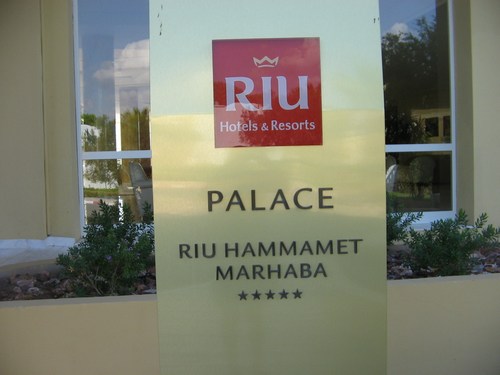 RIU
Hotels & Resorts
PALACE
RIU HAMMAMET
MARHABA
★★★★★